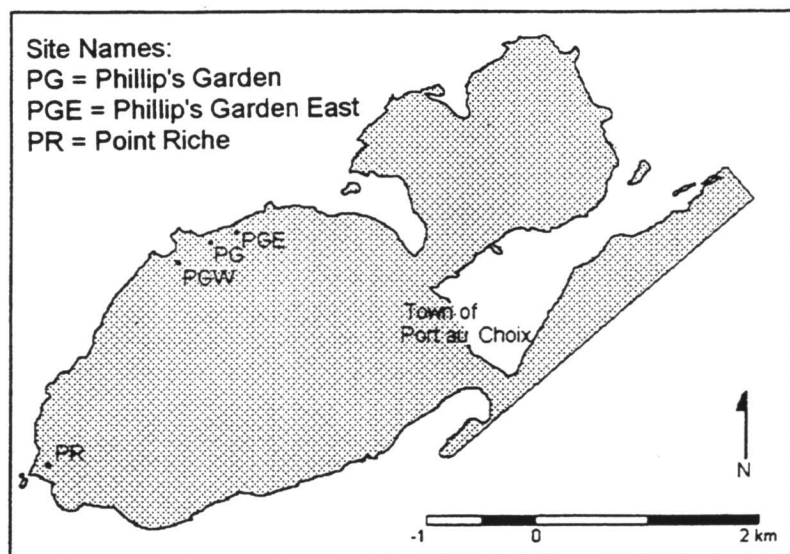 Site Names:
PG = Phillip's Garden
PGE = Phillip's Garden East
PR = Point Riche
PGE
PG
PGW
Town of
Port au Choix
PR
N
-1 0 2 km